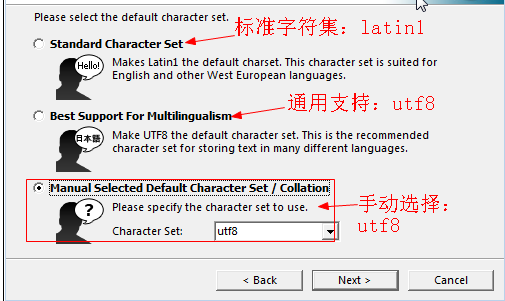 Please select the default character set.
标准字符集：latin1
Standard Character Set
Hello!
Makes Latin1 the default charset. This character set is suited for
English and other West European languages.
通用支持：utf8
Best Support For Multilingualism
日本語
Make UTF8 the default character set. This is the recommended
character set for storing text in many different languages.
Manual Selected Default Character Set / Collation
?
Please specify the character set to use.
手动选择：
utf8
Character Set:
utf8
< Back
Next >
Cancel